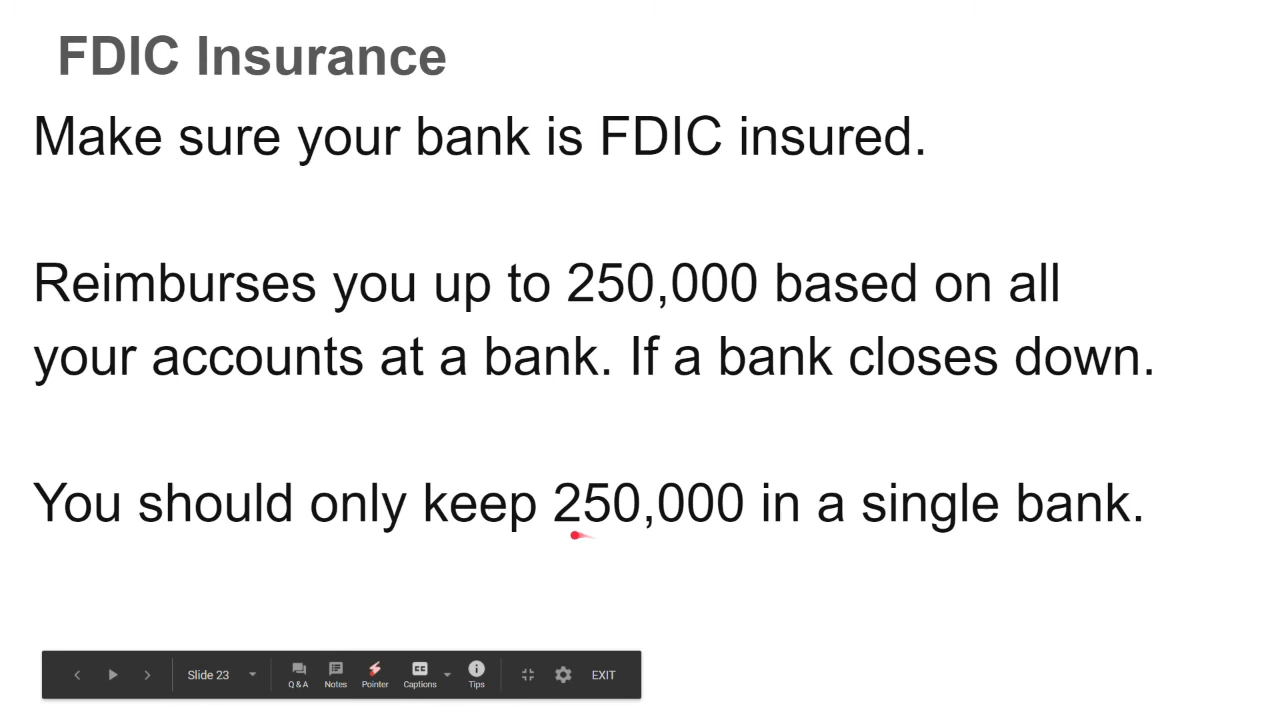 FDIC Insurance
Make sure your bank is FDIC insured.
Reimburses you up to 250,000 based on all
your accounts at a bank. If a bank closes down.
You should only keep 250,000 in a single bank.
Slide 23
Q & A
Notes
Pointer
CC
Captions
Tips
EXIT